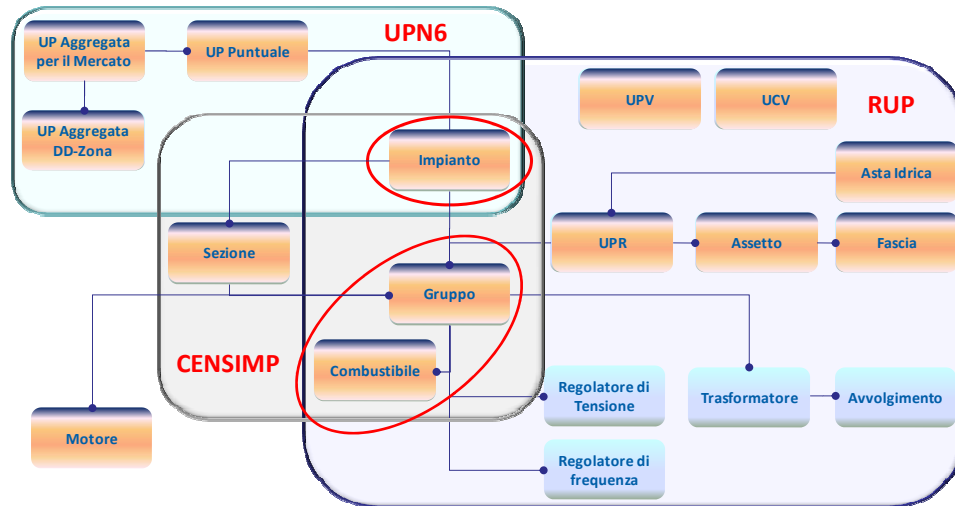 UPN6
UP Aggregata
per il Mercato
UP Puntuale
UPV
UCV
RUP
UP Aggregata
DD-Zona
Impianto
Asta Idrica
Sezione
UPR
Assetto
Fascia
Gruppo
CENSIMP
Combustibile
Regolatore di
Tensione
Trasformatore
Avvolgimento
Motore
Regolatore di
frequenza